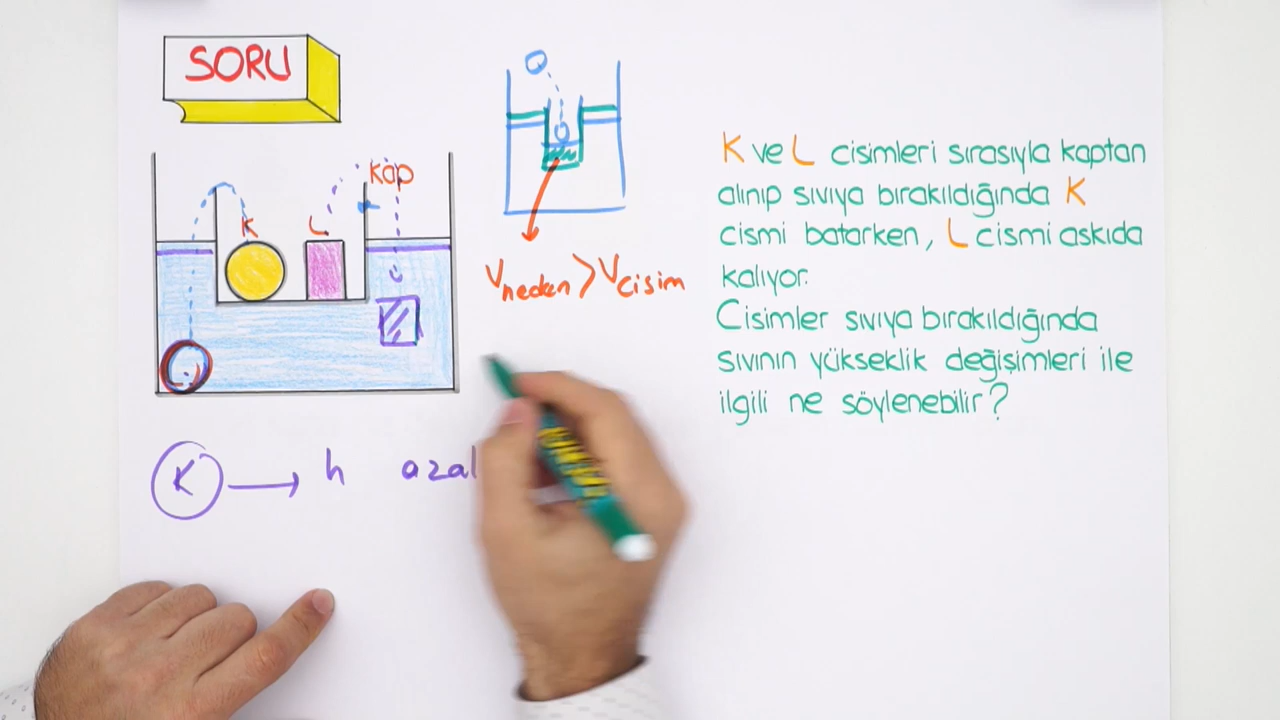 SORU
K
L
kap
Vneden > Vcisim
K ve L cisimleri sırasıyla kaptan
alınıp sıvıya bırakıldığında K
cismi batarken, L cismi askıda
kalıyor.
Cisimler sıvıya bırakıldığında
sıvının yükseklik değişimleri ile
ilgili ne söylenebilir?
K → h azal